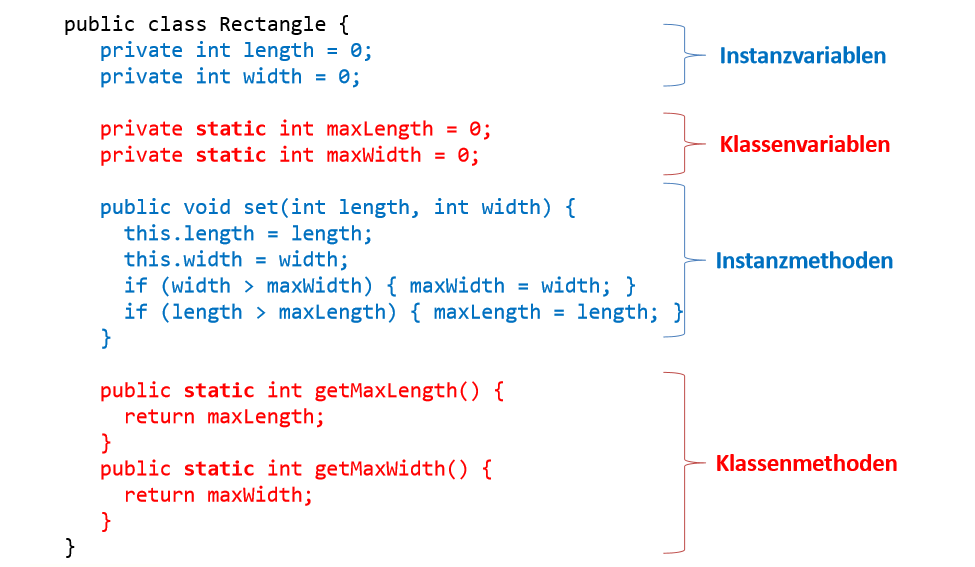 public class Rectangle {
private int length = 0;
private int width = 0;
Instanzvariablen
private static int maxLength = 0;
private static int maxWidth = 0;
Klassenvariablen
public void set(int length, int width) {
this.length = length;
this.width = width;
if (width > maxWidth) { maxWidth = width; }
if (length > maxLength) { maxLength = length; }
}
Instanzmethoden
public static int getMaxLength() {
return maxLength;
}
public static int getMaxWidth() {
return maxWidth;
}
Klassenmethoden
}